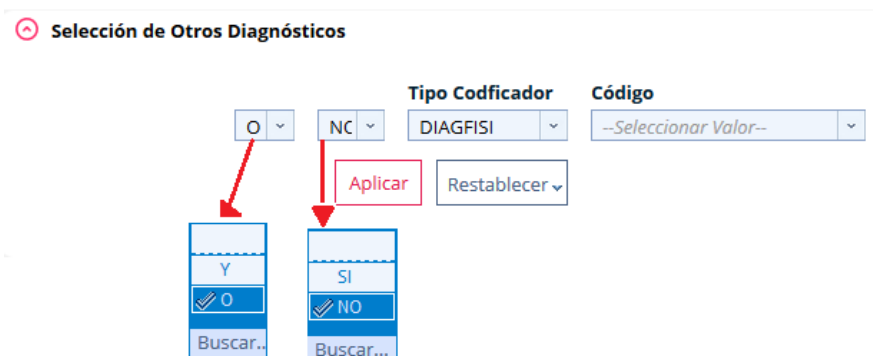 Selección de Otros Diagnósticos
Tipo Codficador Código
O NO DIAGFISI --Seleccionar Valor--
Aplicar Restablecer
Y SI
O NO
Buscar... Buscar...